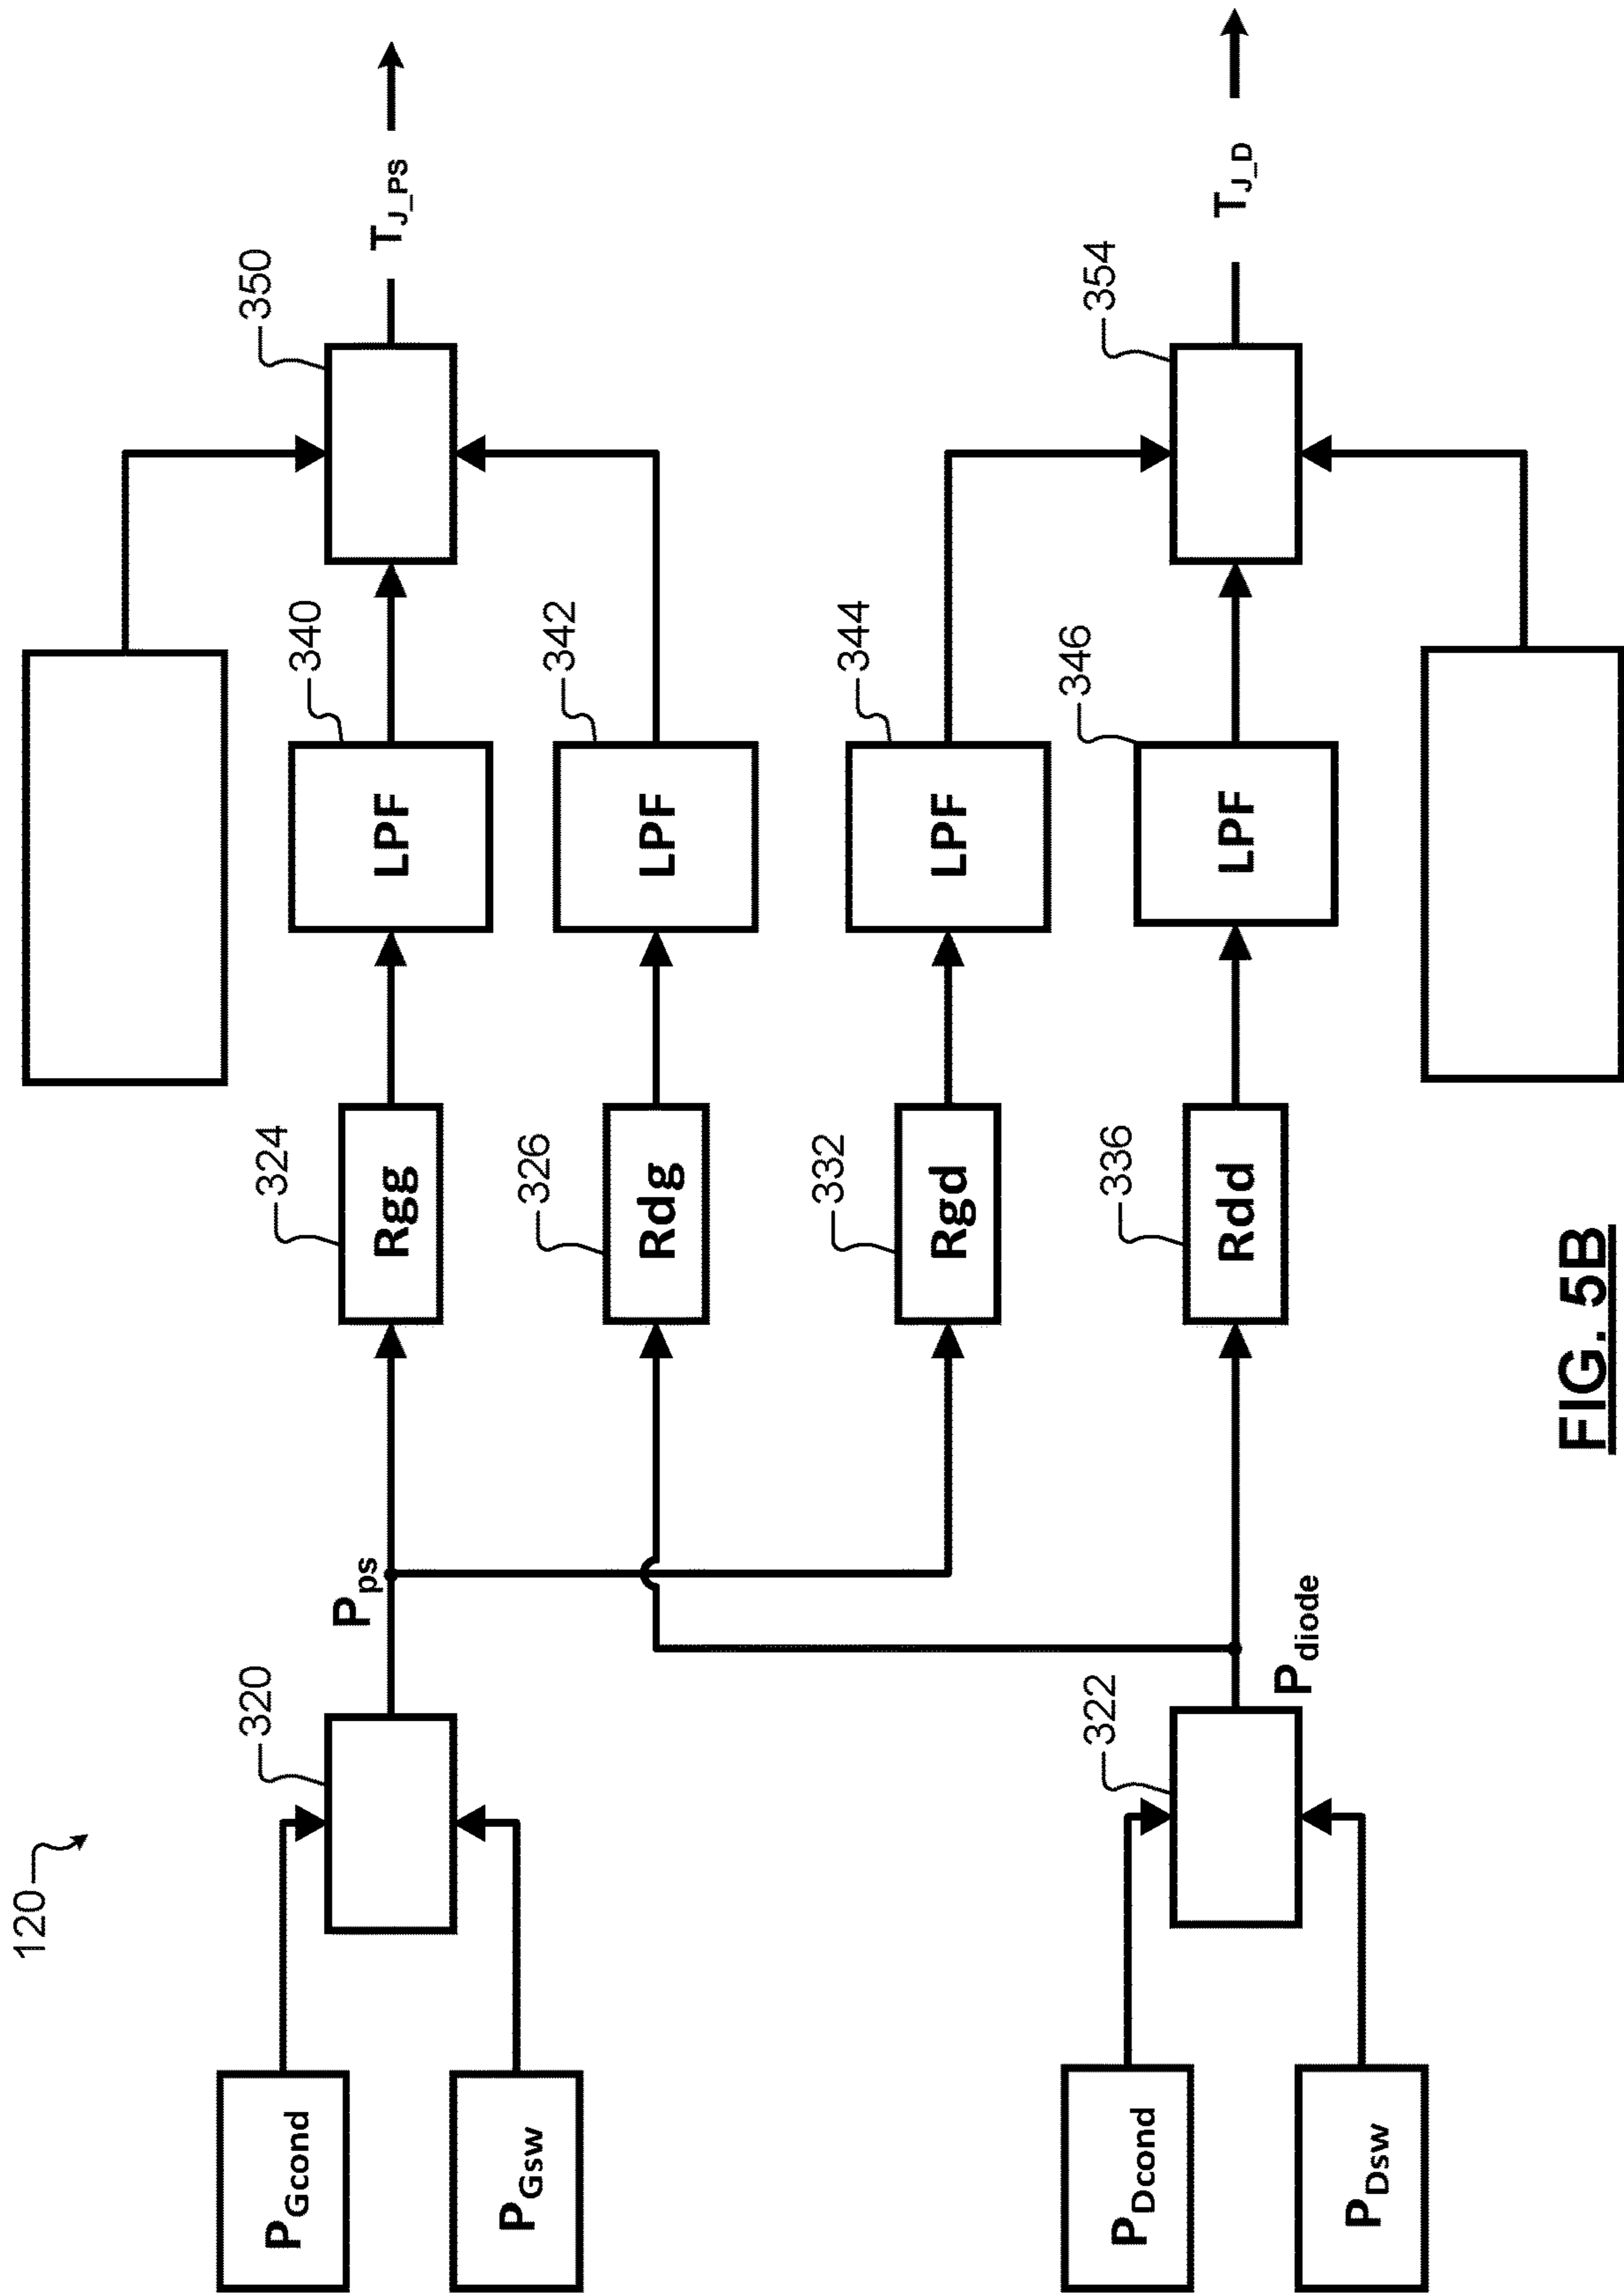 120
P_Gcond
P_Gsw
320
P_ps
324
Rgg
340
LPF
350
T_J_PS
326
Rdg
342
LPF
332
Rgd
344
LPF
P_Dcond
P_Dsw
322
P_diode
336
Rdd
346
LPF
354
T_J_D
FIG. 5B